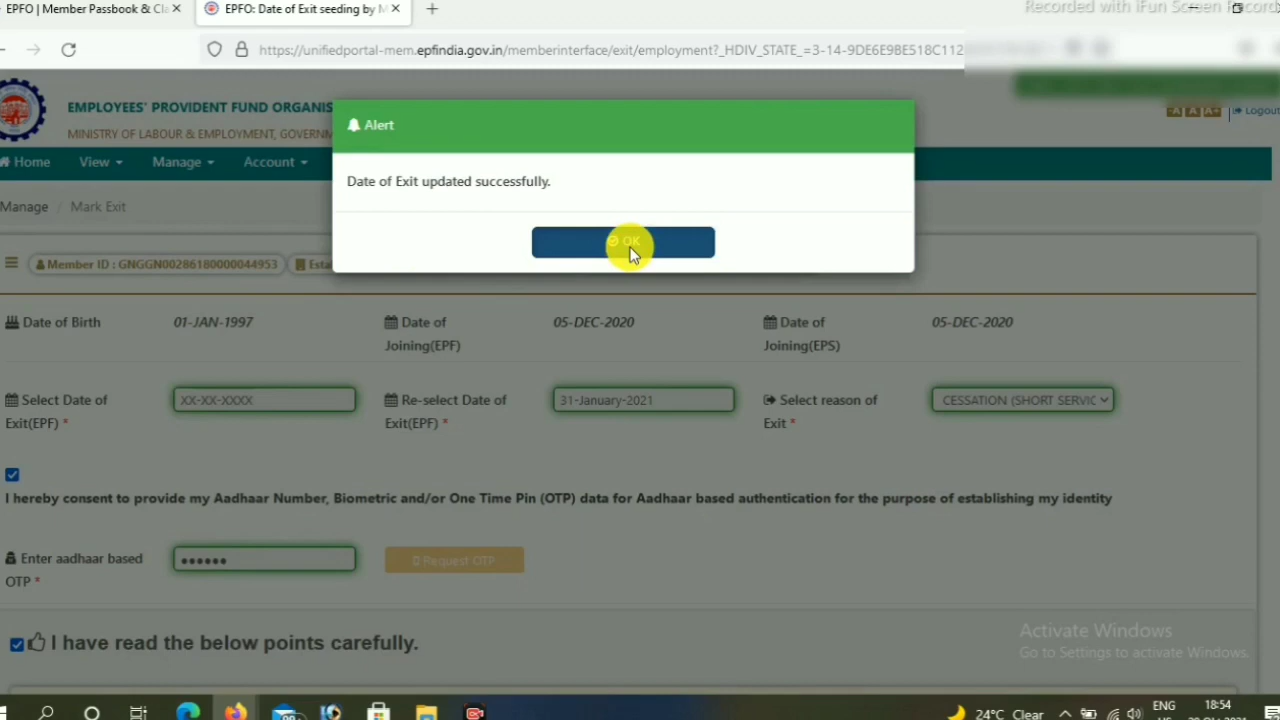 EPFO | Member Passbook & Cl
EPFO: Date of Exit seeding by
Recorded with iFun Screen Record
https://unifiedportal-mem.epfindia.gov.in/memberinterface/exit/employment?_HDIV_STATE_=3-14-9DE6E9BE518C112
EMPLOYEES' PROVIDENT FUND ORGANIS
MINISTRY OF LABOUR & EMPLOYMENT, GOVERNM
-A A A+ Logout
Home View Manage Account
Alert
Date of Exit updated successfully.
OK
Manage / Mark Exit
Member ID : GNGGN00286180000044953 Esta
Date of Birth 01-JAN-1997 Date of Joining(EPF) 05-DEC-2020 Date of Joining(EPS) 05-DEC-2020
Select Date of Exit(EPF) * XX-XX-XXXX Re-select Date of Exit(EPF) * 31-January-2021 Select reason of Exit * CESSATION (SHORT SERVIC
I hereby consent to provide my Aadhaar Number, Biometric and/or One Time Pin (OTP) data for Aadhaar based authentication for the purpose of establishing my identity
Enter aadhaar based OTP * •••••• Request OTP
I have read the below points carefully.
Activate Windows
Go to Settings to activate Windows.
24°C Clear
ENG
18:54